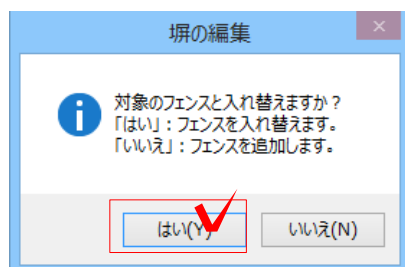 塀の編集
対象のフェンスと入れ替えますか？
「はい」：フェンスを入れ替えます。
「いいえ」：フェンスを追加します。
はい(Y)
いいえ(N)